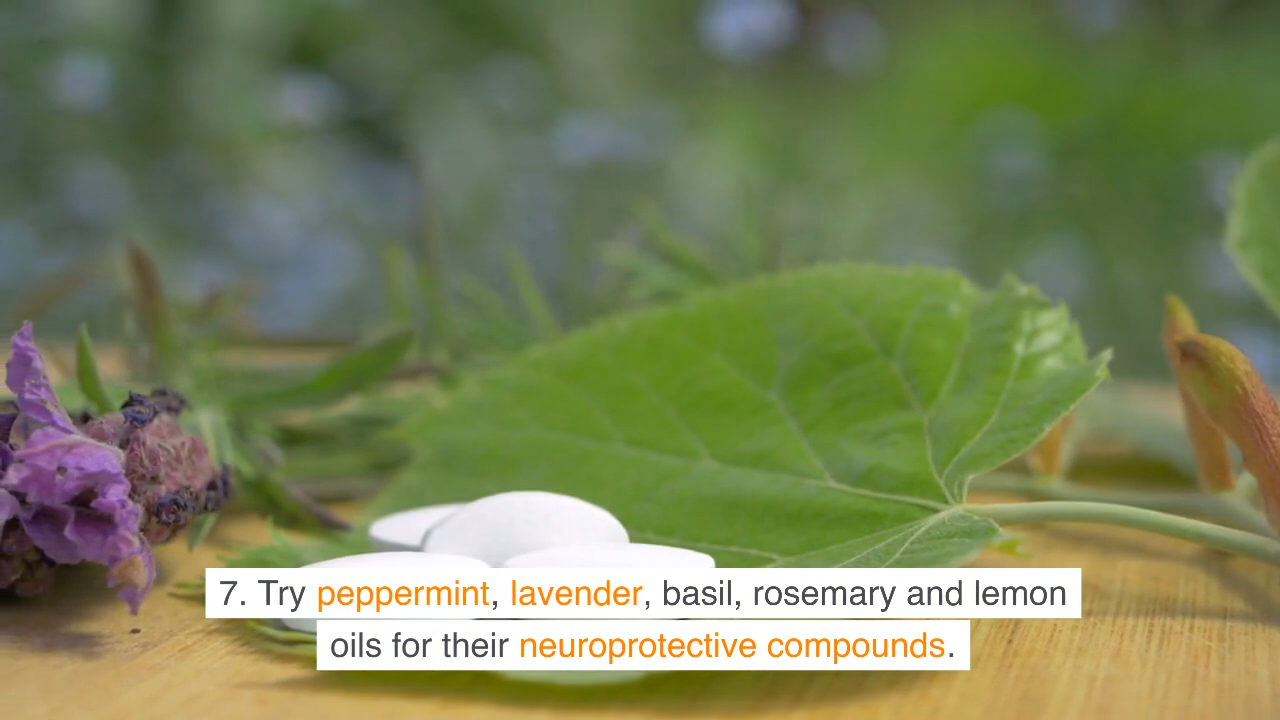 7. Try peppermint, lavender, basil, rosemary and lemon
oils for their neuroprotective compounds.